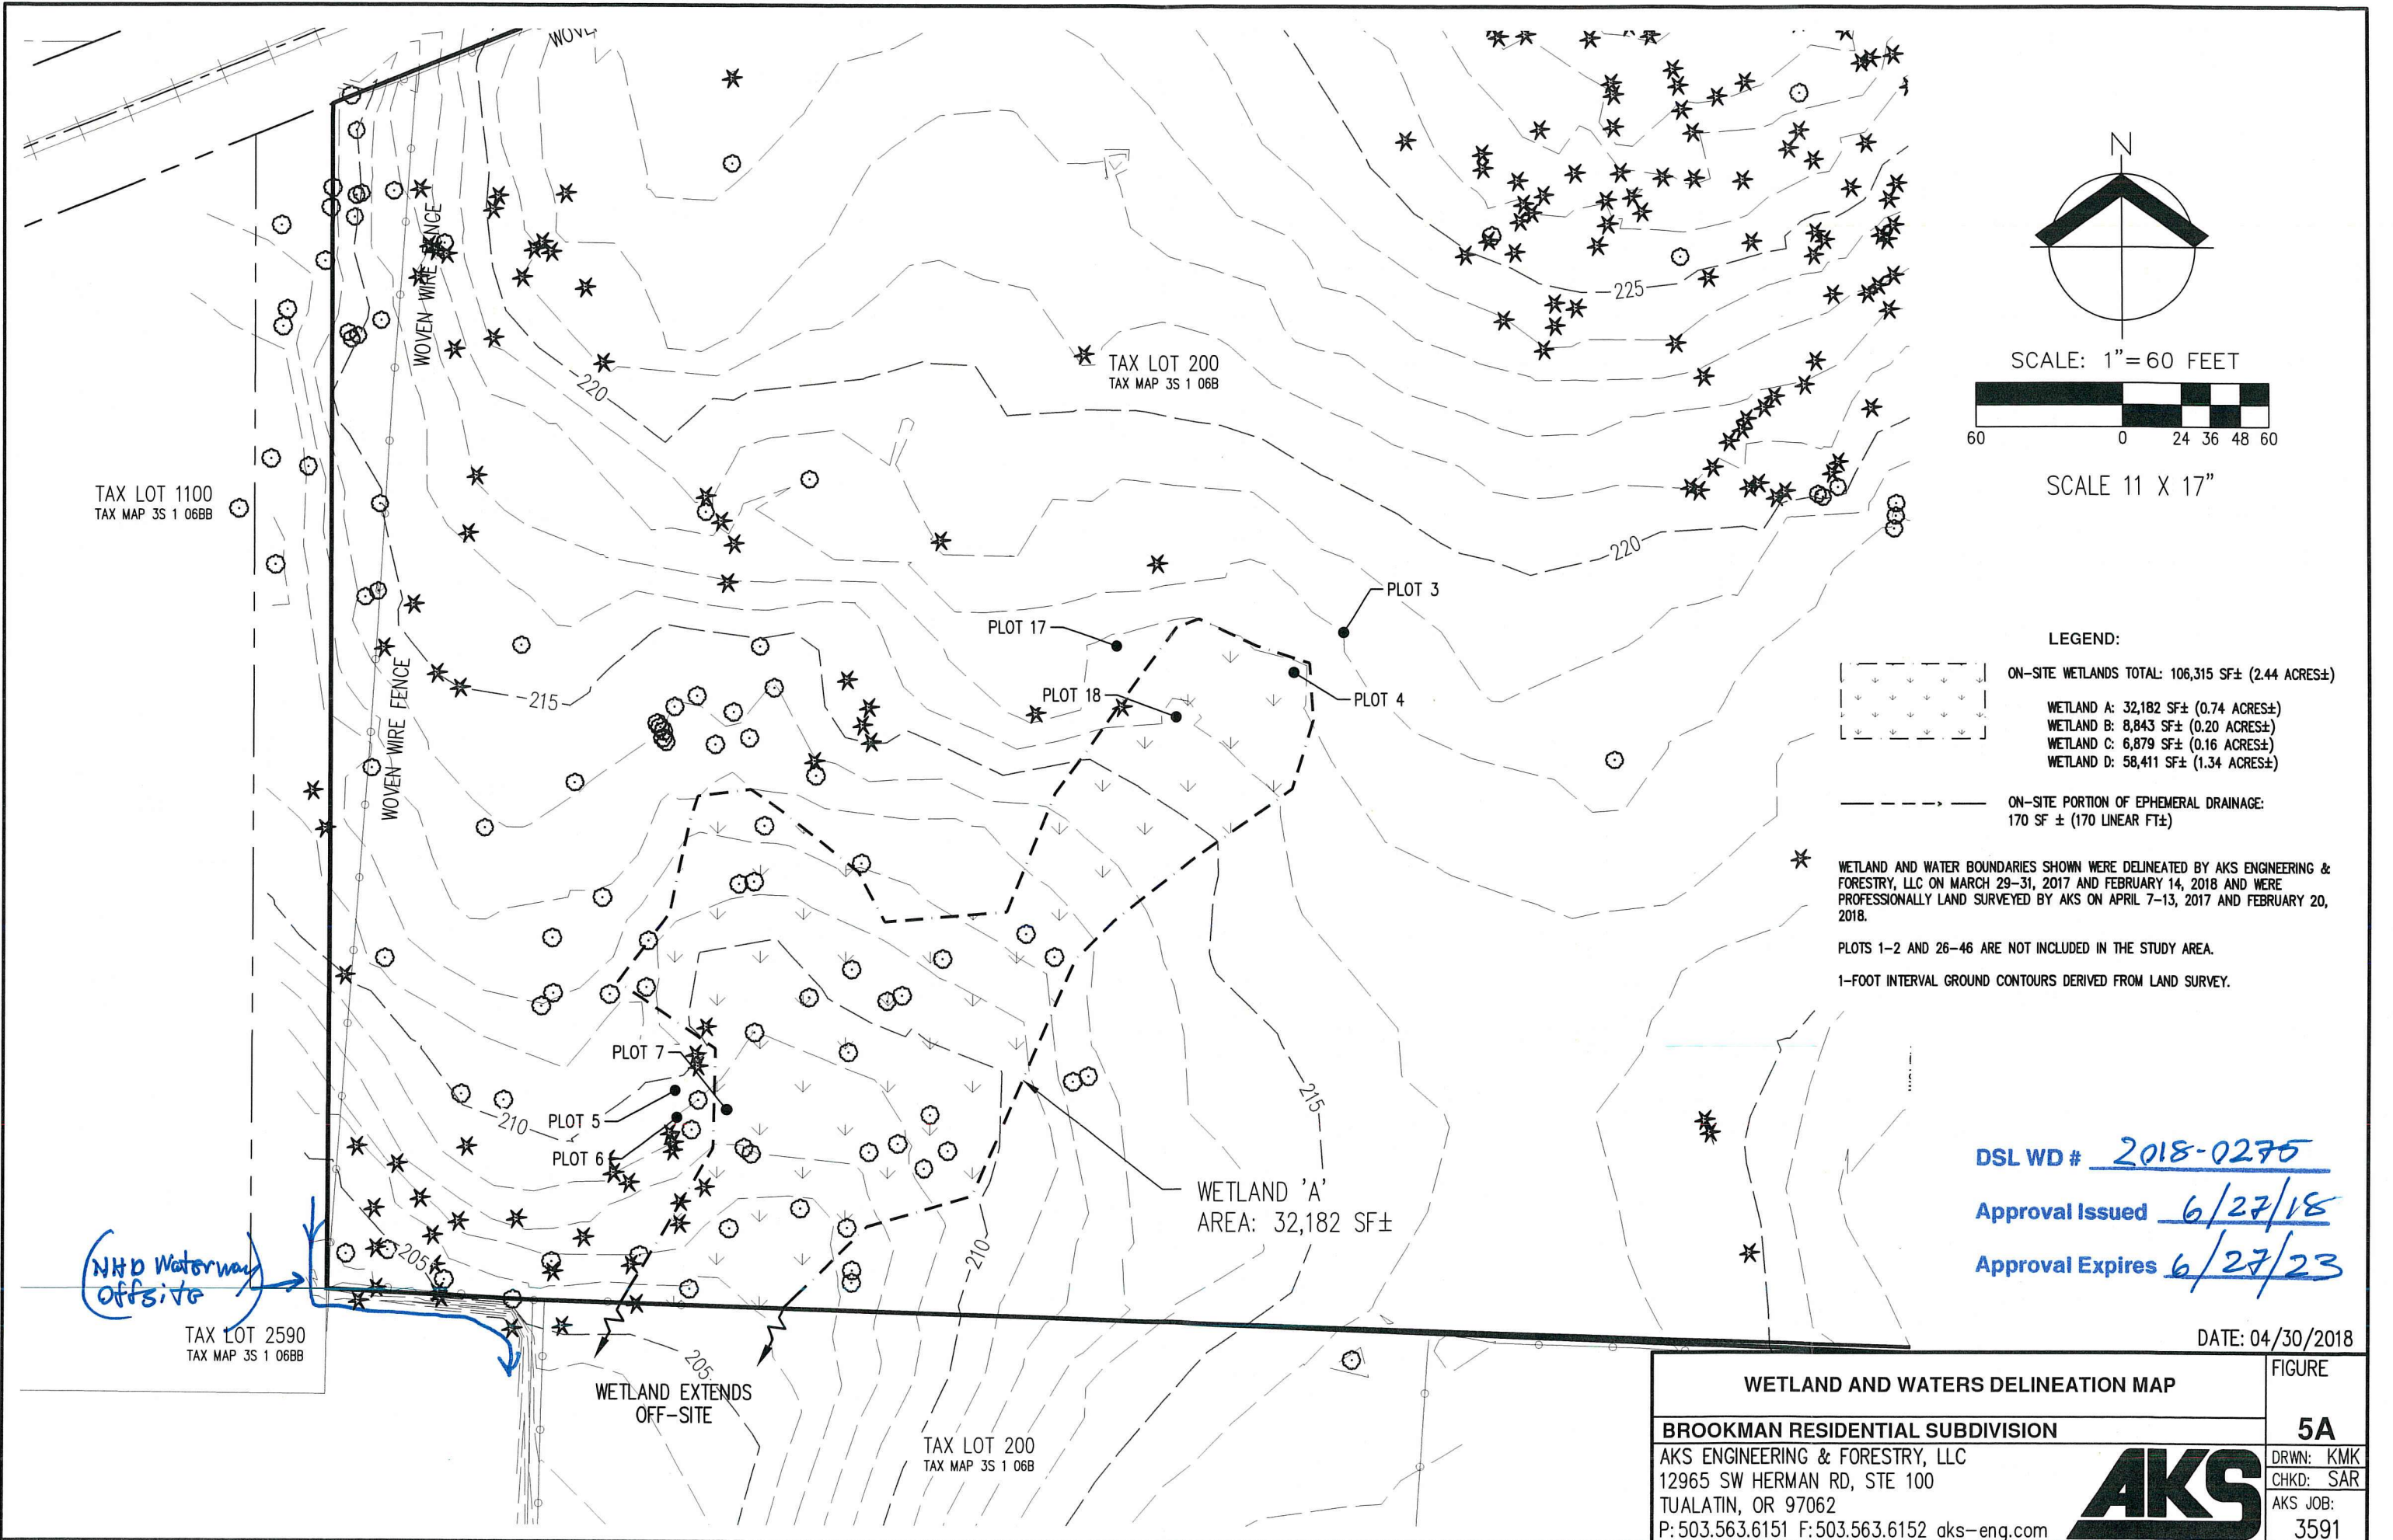 WOVEN WIRE FENCE
N
SCALE: 1"= 60 FEET
60 0 24 36 48 60
SCALE 11 X 17"
225
220
TAX LOT 200
TAX MAP 3S 1 06B
TAX LOT 1100
TAX MAP 3S 1 06BB
220
PLOT 3
PLOT 17
PLOT 4
PLOT 18
215
WOVEN WIRE FENCE
LEGEND:
ON-SITE WETLANDS TOTAL: 106,315 SF± (2.44 ACRES±)
WETLAND A: 32,182 SF± (0.74 ACRES±)
WETLAND B: 8,843 SF± (0.20 ACRES±)
WETLAND C: 6,879 SF± (0.16 ACRES±)
WETLAND D: 58,411 SF± (1.34 ACRES±)
ON-SITE PORTION OF EPHEMERAL DRAINAGE:
170 SF ± (170 LINEAR FT±)
WETLAND AND WATER BOUNDARIES SHOWN WERE DELINEATED BY AKS ENGINEERING &
FORESTRY, LLC ON MARCH 29-31, 2017 AND FEBRUARY 14, 2018 AND WERE
PROFESSIONALLY LAND SURVEYED BY AKS ON APRIL 7-13, 2017 AND FEBRUARY 20,
2018.
PLOTS 1-2 AND 26-46 ARE NOT INCLUDED IN THE STUDY AREA.
1-FOOT INTERVAL GROUND CONTOURS DERIVED FROM LAND SURVEY.
PLOT 7
PLOT 5
PLOT 6
210
215
210
205
WETLAND 'A'
AREA: 32,182 SF±
DSL WD # 2018-0275
Approval Issued 6/27/18
Approval Expires 6/27/23
(NHD Waterway
Offsite)
TAX LOT 2590
TAX MAP 3S 1 06BB
205
WETLAND EXTENDS
OFF-SITE
TAX LOT 200
TAX MAP 3S 1 06B
DATE: 04/30/2018
WETLAND AND WATERS DELINEATION MAP
FIGURE
5A
BROOKMAN RESIDENTIAL SUBDIVISION
AKS ENGINEERING & FORESTRY, LLC
12965 SW HERMAN RD, STE 100
TUALATIN, OR 97062
P: 503.563.6151 F: 503.563.6152 aks-eng.com
AKS
DRWN: KMK
CHKD: SAR
AKS JOB:
3591